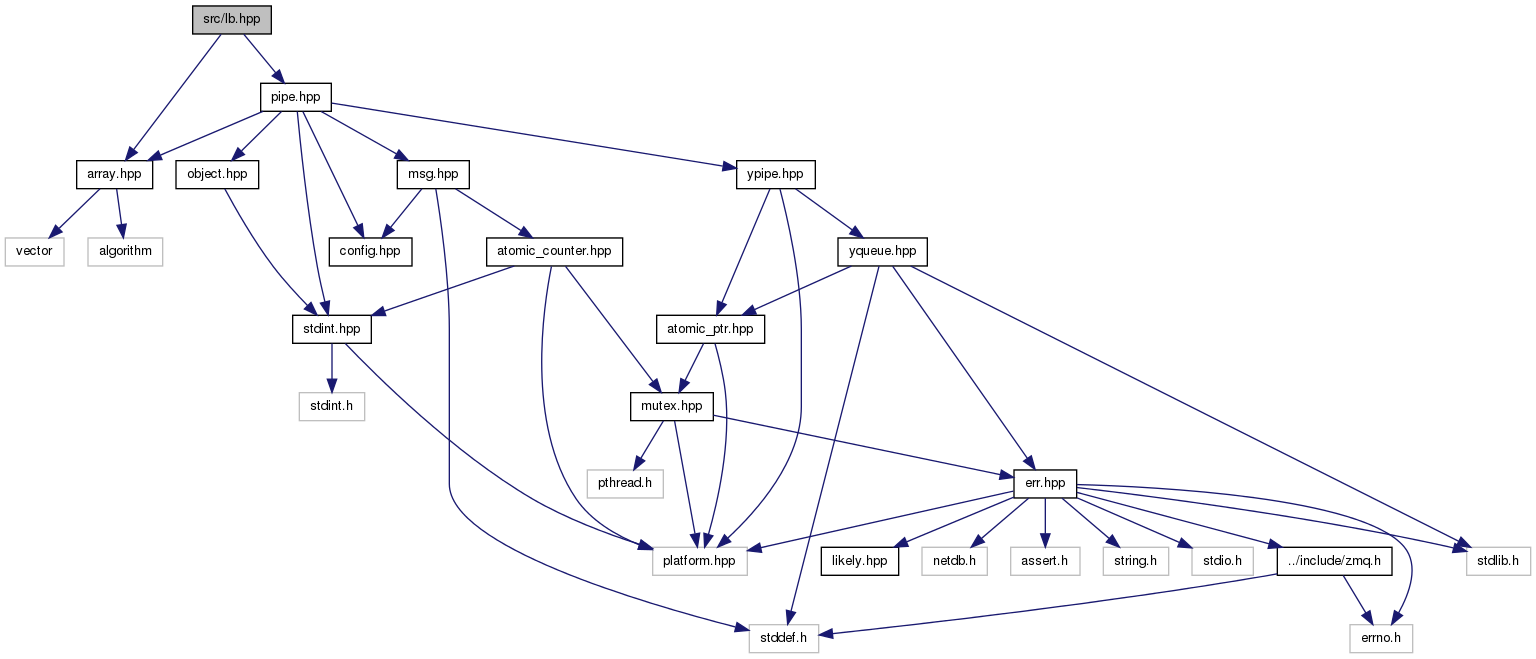 src/lb.hpp
pipe.hpp
array.hpp
object.hpp
msg.hpp
ypipe.hpp
vector
algorithm
config.hpp
atomic_counter.hpp
yqueue.hpp
stdint.hpp
atomic_ptr.hpp
stdint.h
mutex.hpp
pthread.h
err.hpp
platform.hpp
likely.hpp
netdb.h
assert.h
string.h
stdio.h
../include/zmq.h
stdlib.h
stddef.h
errno.h